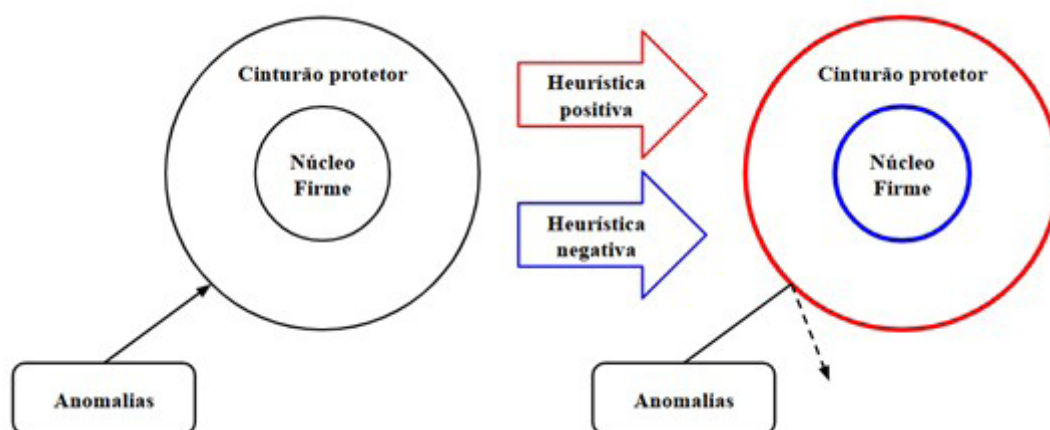 Cinturão protetor
Núcleo
Firme
Anomalias
Heurística
positiva
Heurística
negativa
Cinturão protetor
Núcleo
Firme
Anomalias